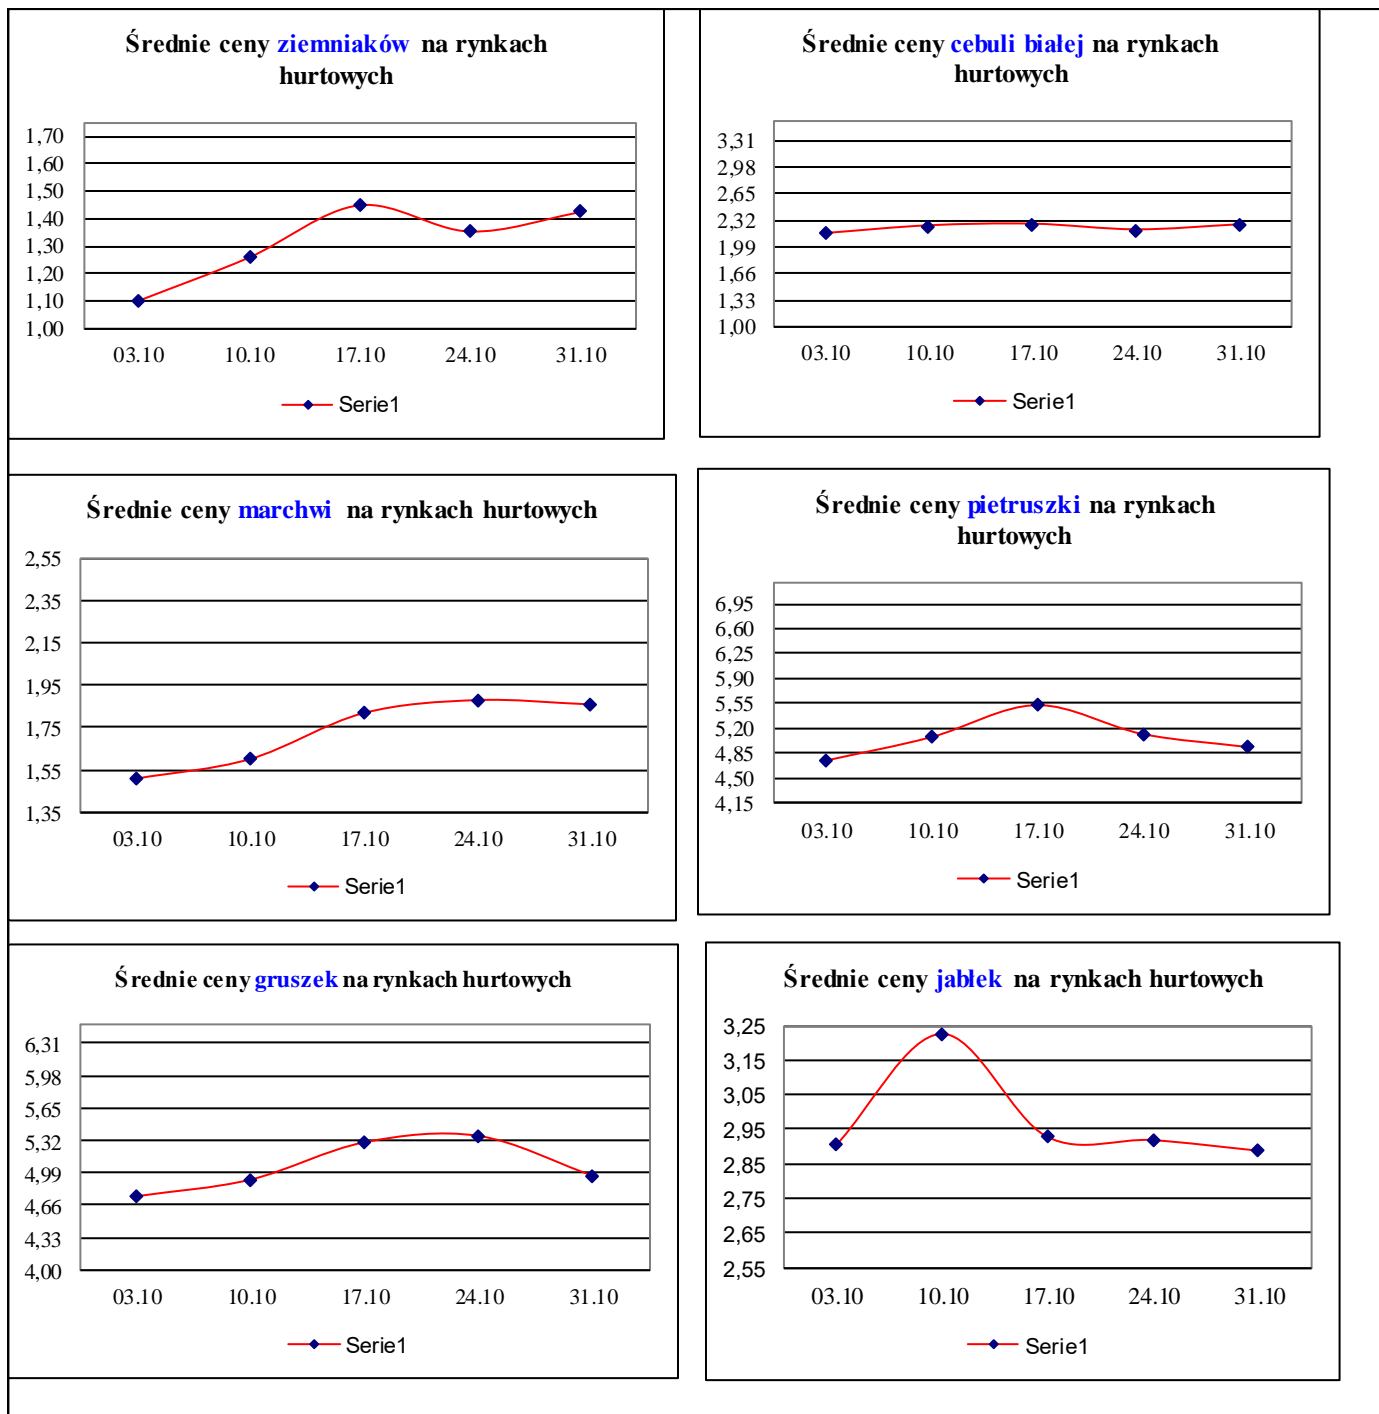 Średnie ceny ziemniaków na rynkach
hurtowych
1,70
1,60
1,50
1,40
1,30
1,20
1,10
1,00
03.10 10.10 17.10 24.10 31.10
Serie1
Średnie ceny cebuli białej na rynkach
hurtowych
3,31
2,98
2,65
2,32
1,99
1,66
1,33
1,00
03.10 10.10 17.10 24.10 31.10
Serie1
Średnie ceny marchwi na rynkach hurtowych
2,55
2,35
2,15
1,95
1,75
1,55
1,35
03.10 10.10 17.10 24.10 31.10
Serie1
Średnie ceny pietruszki na rynkach
hurtowych
6,95
6,60
6,25
5,90
5,55
5,20
4,85
4,50
4,15
03.10 10.10 17.10 24.10 31.10
Serie1
Średnie ceny gruszek na rynkach hurtowych
6,31
5,98
5,65
5,32
4,99
4,66
4,33
4,00
03.10 10.10 17.10 24.10 31.10
Serie1
Średnie ceny jabłek na rynkach hurtowych
3,25
3,15
3,05
2,95
2,85
2,75
2,65
2,55
03.10 10.10 17.10 24.10 31.10
Serie1